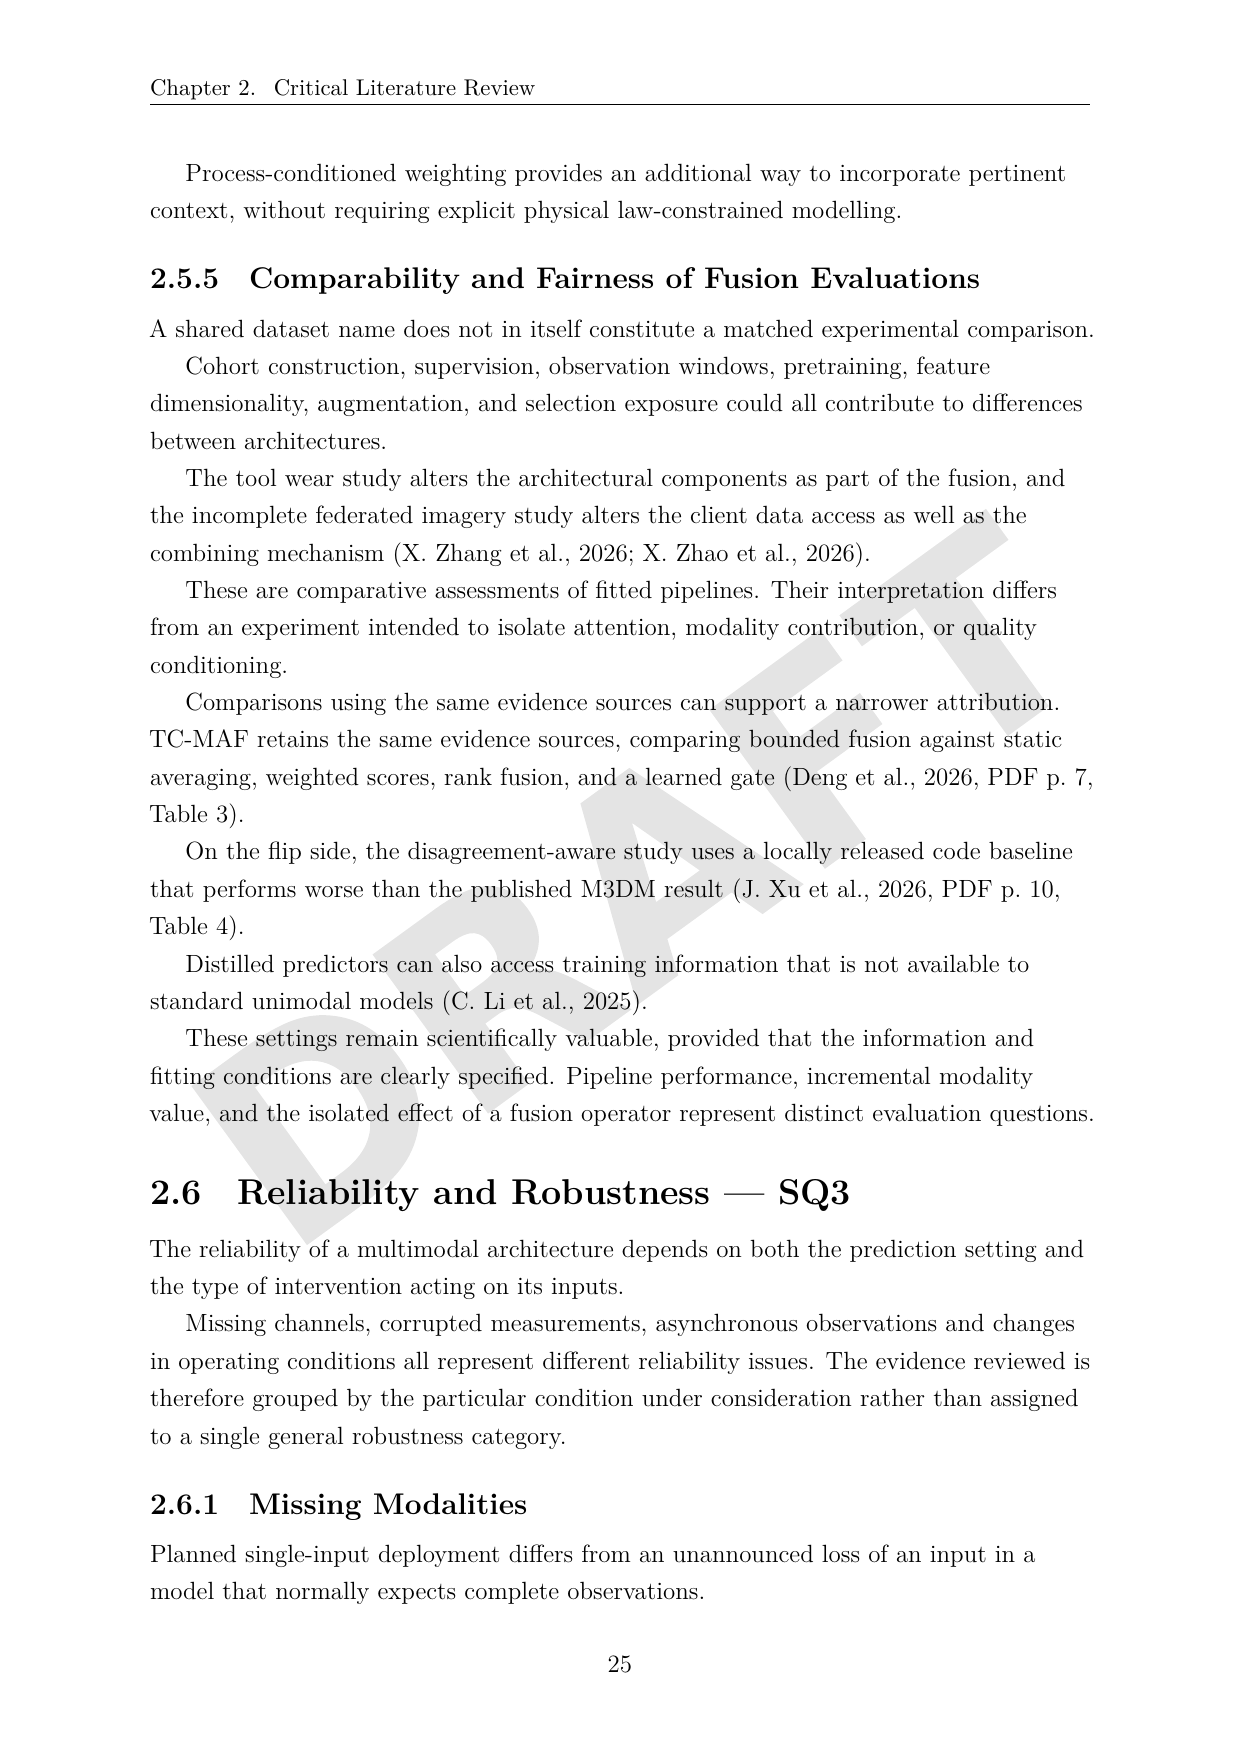 Chapter 2. Critical Literature Review
Process-conditioned weighting provides an additional way to incorporate pertinent
context, without requiring explicit physical law-constrained modelling.
2.5.5 Comparability and Fairness of Fusion Evaluations
A shared dataset name does not in itself constitute a matched experimental comparison.
Cohort construction, supervision, observation windows, pretraining, feature
dimensionality, augmentation, and selection exposure could all contribute to differences
between architectures.
The tool wear study alters the architectural components as part of the fusion, and
the incomplete federated imagery study alters the client data access as well as the
combining mechanism (X. Zhang et al., 2026; X. Zhao et al., 2026).
These are comparative assessments of fitted pipelines. Their interpretation differs
from an experiment intended to isolate attention, modality contribution, or quality
conditioning.
Comparisons using the same evidence sources can support a narrower attribution.
TC-MAF retains the same evidence sources, comparing bounded fusion against static
averaging, weighted scores, rank fusion, and a learned gate (Deng et al., 2026, PDF p. 7,
Table 3).
On the flip side, the disagreement-aware study uses a locally released code baseline
that performs worse than the published M3DM result (J. Xu et al., 2026, PDF p. 10,
Table 4).
Distilled predictors can also access training information that is not available to
standard unimodal models (C. Li et al., 2025).
These settings remain scientifically valuable, provided that the information and
fitting conditions are clearly specified. Pipeline performance, incremental modality
value, and the isolated effect of a fusion operator represent distinct evaluation questions.
2.6 Reliability and Robustness — SQ3
The reliability of a multimodal architecture depends on both the prediction setting and
the type of intervention acting on its inputs.
Missing channels, corrupted measurements, asynchronous observations and changes
in operating conditions all represent different reliability issues. The evidence reviewed is
therefore grouped by the particular condition under consideration rather than assigned
to a single general robustness category.
2.6.1 Missing Modalities
Planned single-input deployment differs from an unannounced loss of an input in a
model that normally expects complete observations.
25
DRAFT